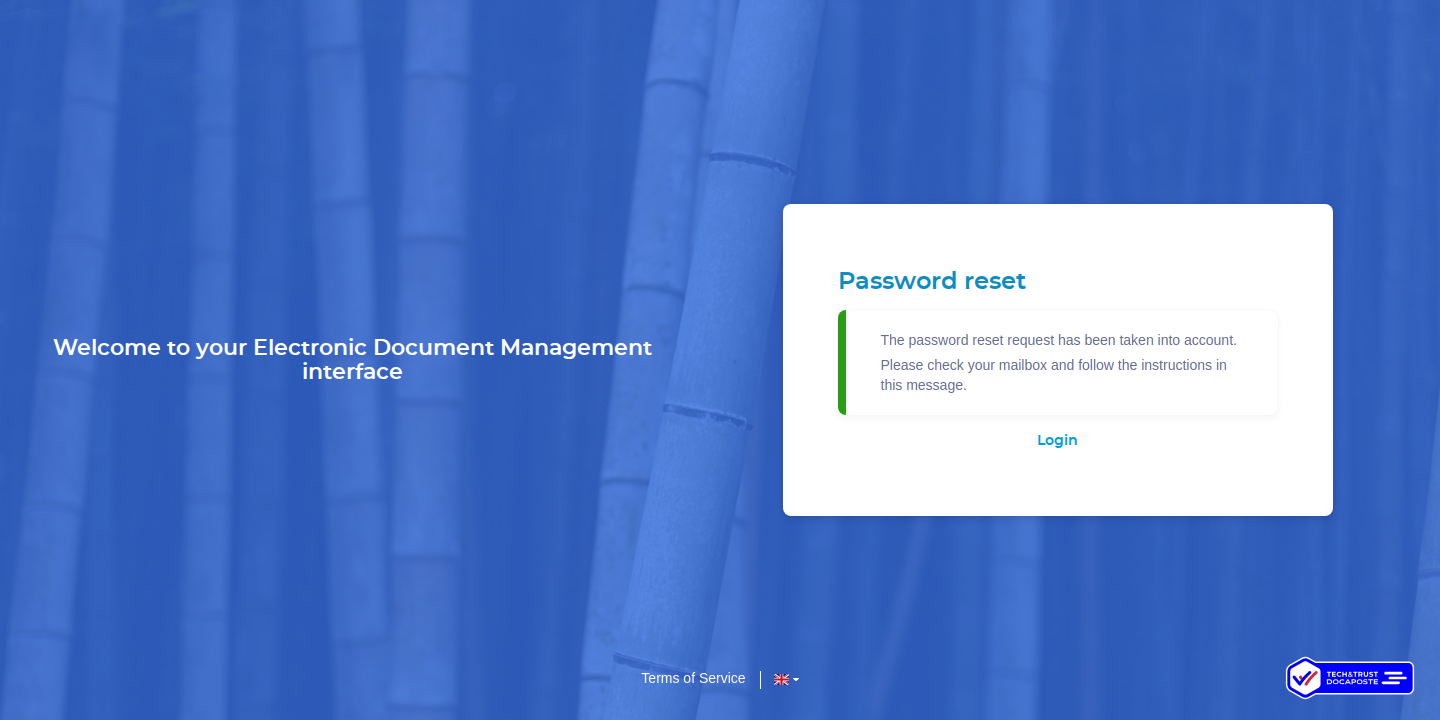 Welcome to your Electronic Document Management
interface
Password reset
The password reset request has been taken into account.
Please check your mailbox and follow the instructions in
this message.
Login
Terms of Service
TECH&TRUST
DOCAPOSTE